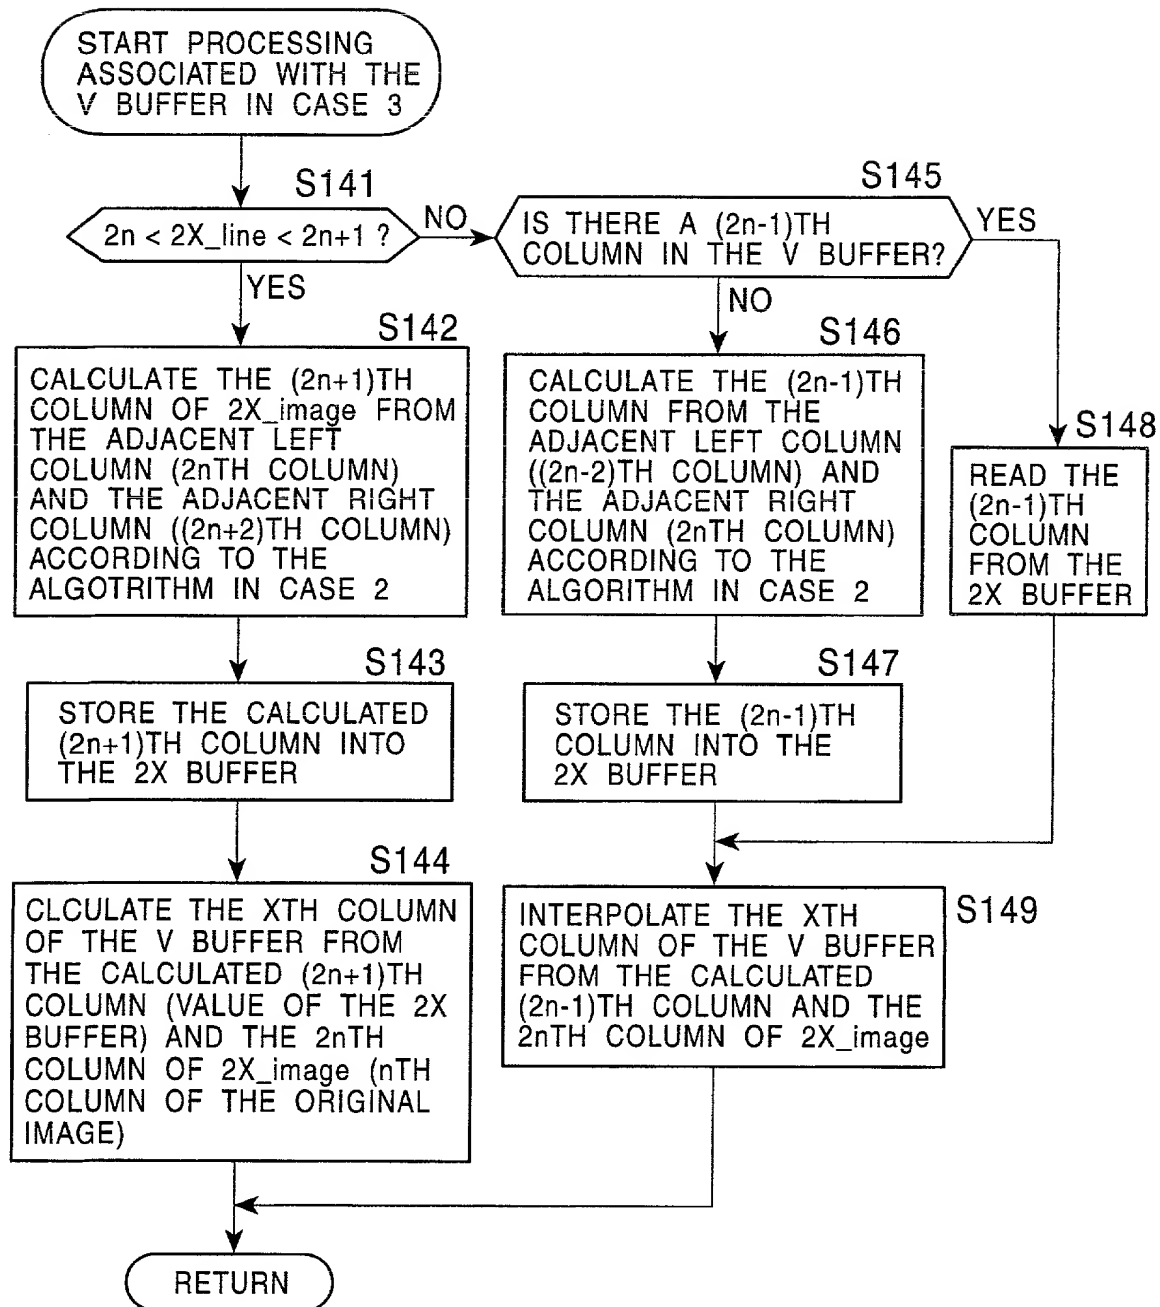 START PROCESSING
ASSOCIATED WITH THE
V BUFFER IN CASE 3
S141
2n < 2X_line < 2n+1 ?
NO
YES
S145
IS THERE A (2n-1)TH
COLUMN IN THE V BUFFER?
YES
NO
S142
CALCULATE THE (2n+1)TH
COLUMN OF 2X_image FROM
THE ADJACENT LEFT
COLUMN (2nTH COLUMN)
AND THE ADJACENT RIGHT
COLUMN ((2n+2)TH COLUMN)
ACCORDING TO THE
ALGOTRITHM IN CASE 2
S146
CALCULATE THE (2n-1)TH
COLUMN FROM THE
ADJACENT LEFT COLUMN
((2n-2)TH COLUMN) AND
THE ADJACENT RIGHT
COLUMN (2nTH COLUMN)
ACCORDING TO THE
ALGORITHM IN CASE 2
S148
READ THE
(2n-1)TH
COLUMN
FROM THE
2X BUFFER
S143
STORE THE CALCULATED
(2n+1)TH COLUMN INTO
THE 2X BUFFER
S147
STORE THE (2n-1)TH
COLUMN INTO THE
2X BUFFER
S144
CLCULATE THE XTH COLUMN
OF THE V BUFFER FROM
THE CALCULATED (2n+1)TH
COLUMN (VALUE OF THE 2X
BUFFER) AND THE 2nTH
COLUMN OF 2X_image (nTH
COLUMN OF THE ORIGINAL
IMAGE)
S149
INTERPOLATE THE XTH
COLUMN OF THE V BUFFER
FROM THE CALCULATED
(2n-1)TH COLUMN AND THE
2nTH COLUMN OF 2X_image
RETURN